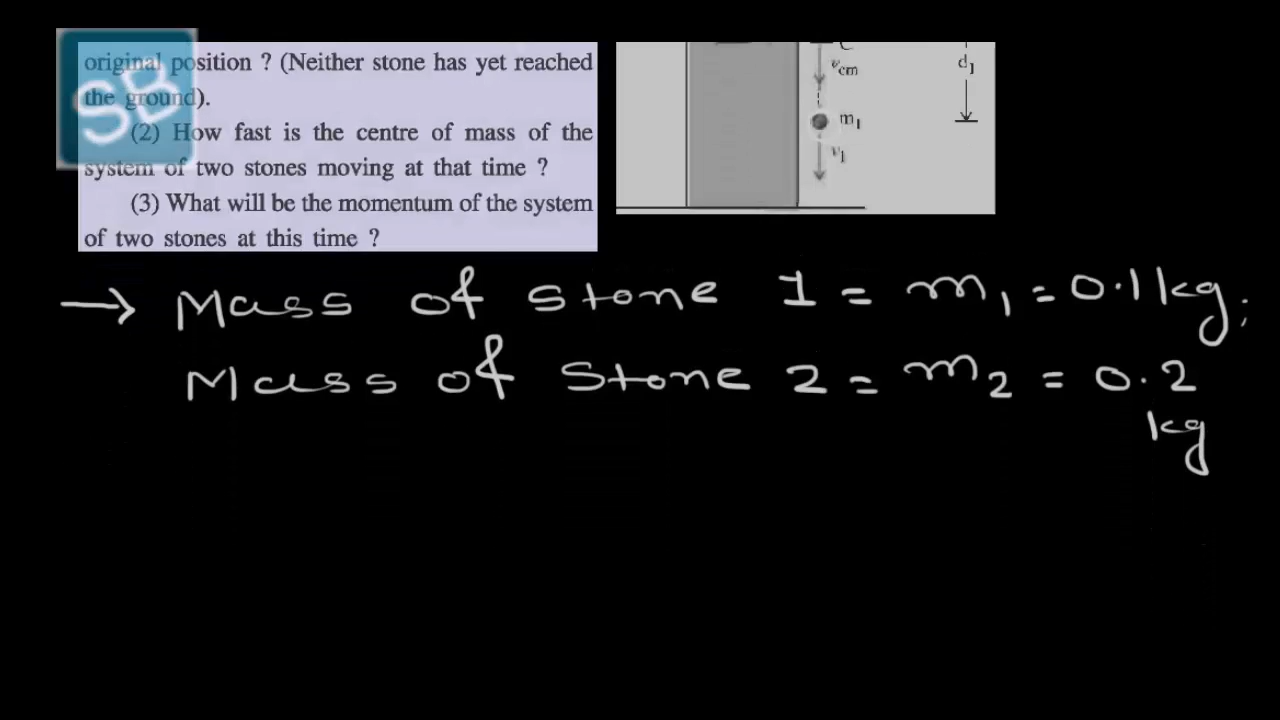 SB
original position ? (Neither stone has yet reached
the ground).
(2) How fast is the centre of mass of the
system of two stones moving at that time ?
(3) What will be the momentum of the system
of two stones at this time ?
C
vcm
m1
v1
d1
→ Mass of stone 1 = m1 = 0.1 kg;
Mass of stone 2 = m2 = 0.2
kg